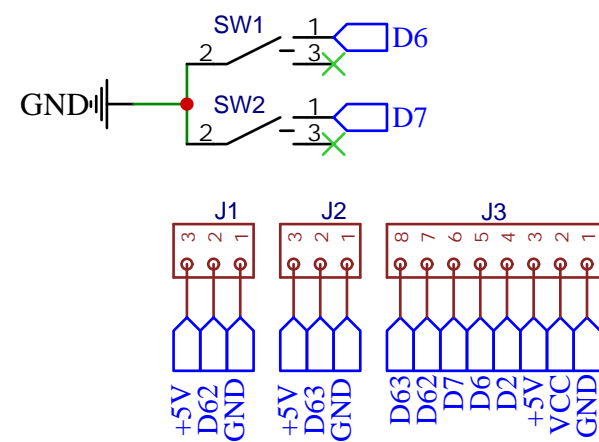 SW1
1
D6
2
3
GND
SW2
1
D7
2
3
J1
J2
J3
3 2 1
3 2 1
8 7 6 5 4 3 2 1
+5V
D62
GND
+5V
D63
GND
D63
D62
D7
D6
D2
+5V
VCC
GND